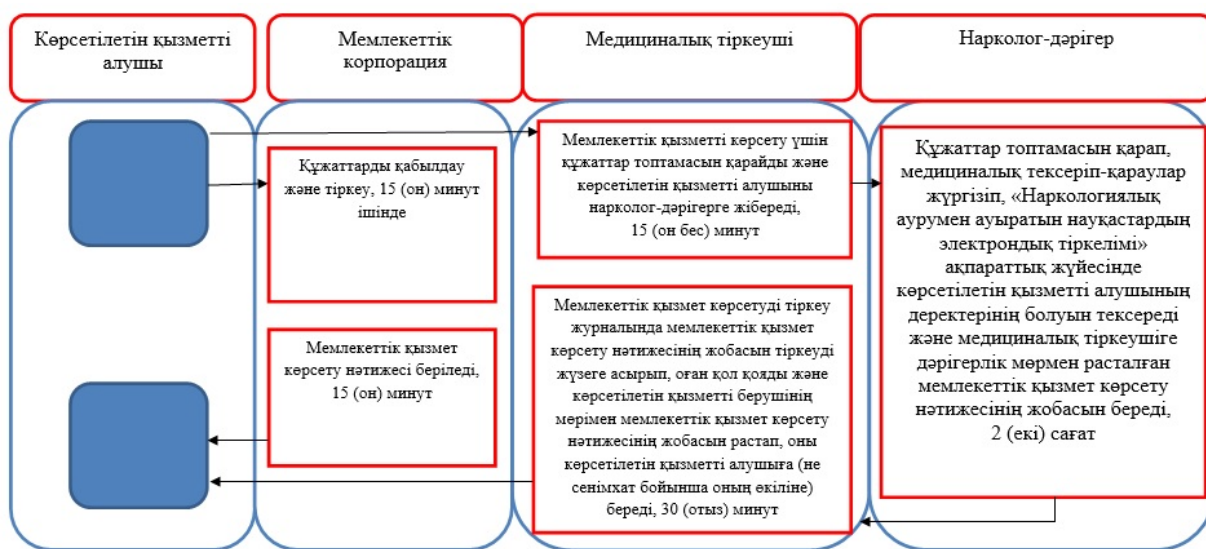 Көрсетілетін қызметті
алушы
Мемлекеттік
корпорация
Медициналық тіркеуші
Нарколог-дәрігер
Құжаттарды қабылдау
және тіркеу, 15 (он) минут
ішінде
Мемлекеттік қызмет
көрсету нәтижесі беріледі,
15 (он) минут
Мемлекеттік қызметті көрсету үшін
құжаттар топтамасын қарайды және
көрсетілетін қызметті алушыны
нарколог-дәрігерге жібереді,
15 (он бес) минут
Мемлекеттік қызмет көрсетуді тіркеу
журналында мемлекеттік қызмет
көрсету нәтижесінің жобасын тіркеуді
жүзеге асырып, оған қол қояды және
көрсетілетін қызметті берушінің
мөрімен мемлекеттік қызмет көрсету
нәтижесінің жобасын растап, оны
көрсетілетін қызметті алушыға (не
сенімхат бойынша оның өкіліне)
береді, 30 (отыз) минут
Құжаттар топтамасын қарап,
медициналық тексеріп-қараулар
жүргізіп, «Наркологиялық
аурумен ауыратын науқастардың
электрондық тіркелімі»
ақпараттық жүйесінде
көрсетілетін қызметті алушының
деректерінің болуын тексереді
және медициналық тіркеушіге
дәрігерлік мөрмен расталған
мемлекеттік қызмет көрсету
нәтижесінің жобасын береді,
2 (екі) сағат